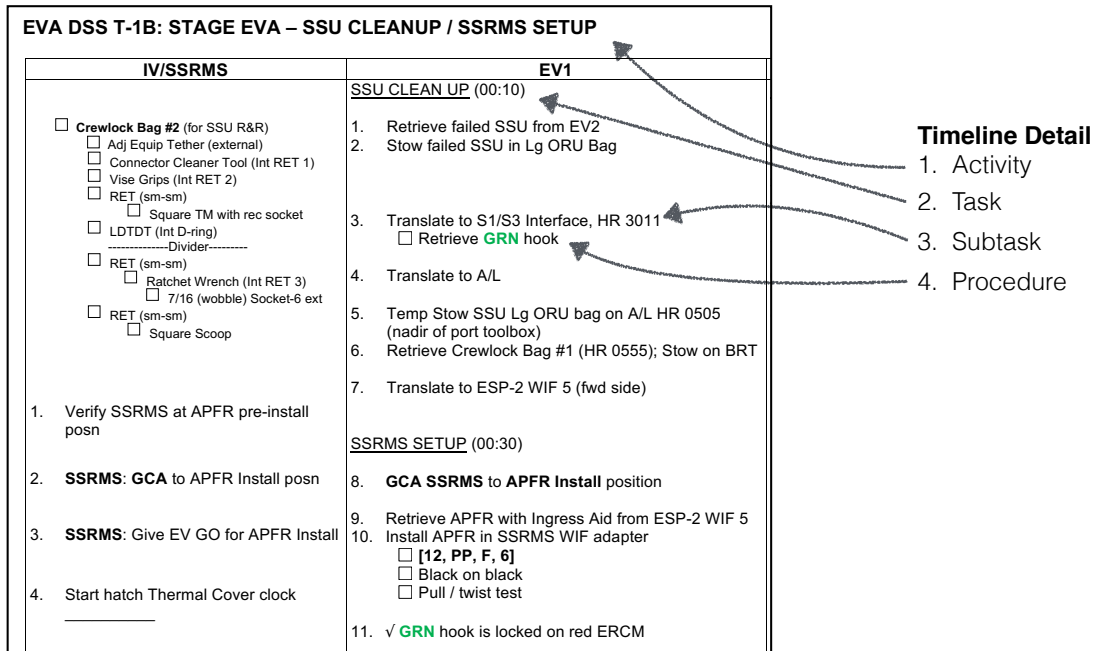 EVA DSS T-1B: STAGE EVA – SSU CLEANUP / SSRMS SETUP
IV/SSRMS
☐ Crewlock Bag #2 (for SSU R&R)
☐ Adj Equip Tether (external)
☐ Connector Cleaner Tool (Int RET 1)
☐ Vise Grips (Int RET 2)
☐ RET (sm-sm)
☐ Square TM with rec socket
☐ LDTDT (Int D-ring)
--------------Divider---------
☐ RET (sm-sm)
☐ Ratchet Wrench (Int RET 3)
☐ 7/16 (wobble) Socket-6 ext
☐ RET (sm-sm)
☐ Square Scoop
1. Verify SSRMS at APFR pre-install
posn
2. SSRMS: GCA to APFR Install posn
3. SSRMS: Give EV GO for APFR Install
4. Start hatch Thermal Cover clock
___________
EV1
SSU CLEAN UP (00:10)
1. Retrieve failed SSU from EV2
2. Stow failed SSU in Lg ORU Bag
3. Translate to S1/S3 Interface, HR 3011
☐ Retrieve GRN hook
4. Translate to A/L
5. Temp Stow SSU Lg ORU bag on A/L HR 0505
(nadir of port toolbox)
6. Retrieve Crewlock Bag #1 (HR 0555); Stow on BRT
7. Translate to ESP-2 WIF 5 (fwd side)
SSRMS SETUP (00:30)
8. GCA SSRMS to APFR Install position
9. Retrieve APFR with Ingress Aid from ESP-2 WIF 5
10. Install APFR in SSRMS WIF adapter
☐ [12, PP, F, 6]
☐ Black on black
☐ Pull / twist test
11. √ GRN hook is locked on red ERCM
Timeline Detail
1. Activity
2. Task
3. Subtask
4. Procedure